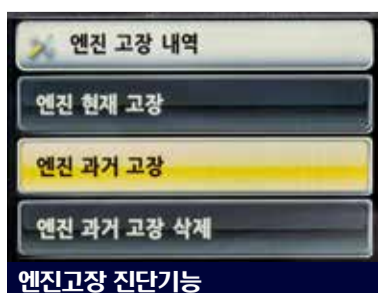 엔진 고장 내역
엔진 현재 고장
엔진 과거 고장
엔진 과거 고장 삭제
엔진고장 진단기능